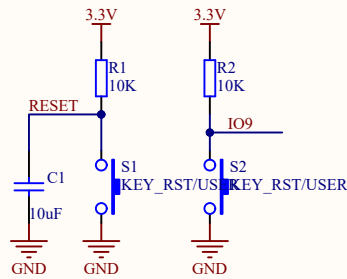 3.3V 3.3V
R1 R2
10K 10K
RESET
IO9
S1 S2
C1 KEY_RST/USER KEY_RST/USER
10uF
GND GND GND